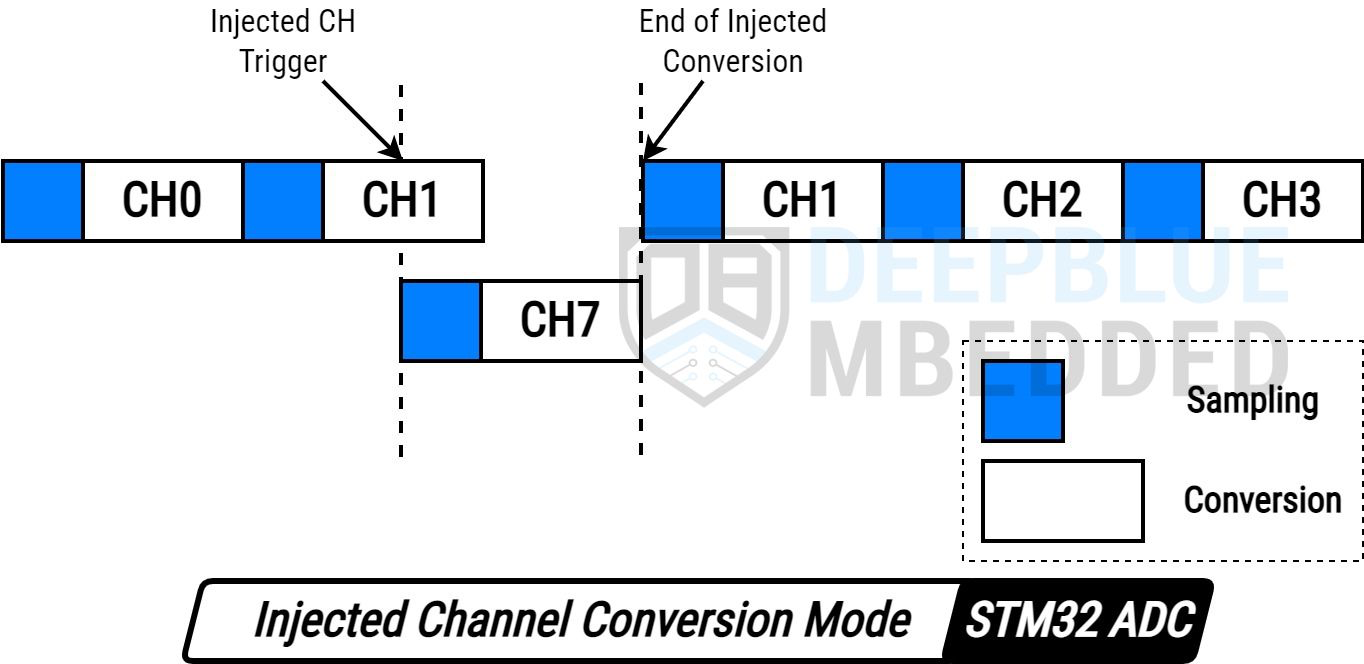 Injected CH
Trigger
End of Injected
Conversion
CH0
CH1
CH1
CH2
CH3
CH7
DEEPBLUE
MBEDDED
Sampling
Conversion
Injected Channel Conversion Mode
STM32 ADC